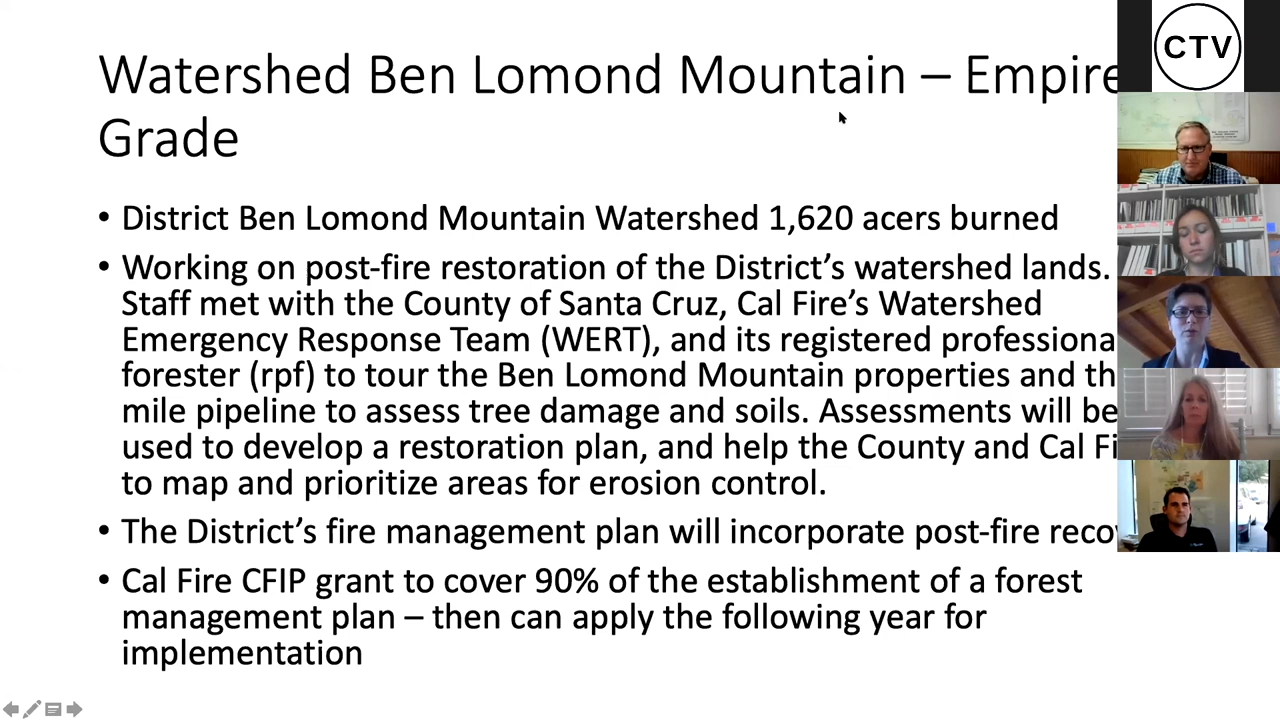 Watershed Ben Lomond Mountain – Empire
Grade
• District Ben Lomond Mountain Watershed 1,620 acers burned
• Working on post-fire restoration of the District’s watershed lands.
Staff met with the County of Santa Cruz, Cal Fire’s Watershed
Emergency Response Team (WERT), and its registered professiona
forester (rpf) to tour the Ben Lomond Mountain properties and th
mile pipeline to assess tree damage and soils. Assessments will be
used to develop a restoration plan, and help the County and Cal Fi
to map and prioritize areas for erosion control.
• The District’s fire management plan will incorporate post-fire reco
• Cal Fire CFIP grant to cover 90% of the establishment of a forest
management plan – then can apply the following year for
implementation
CTV